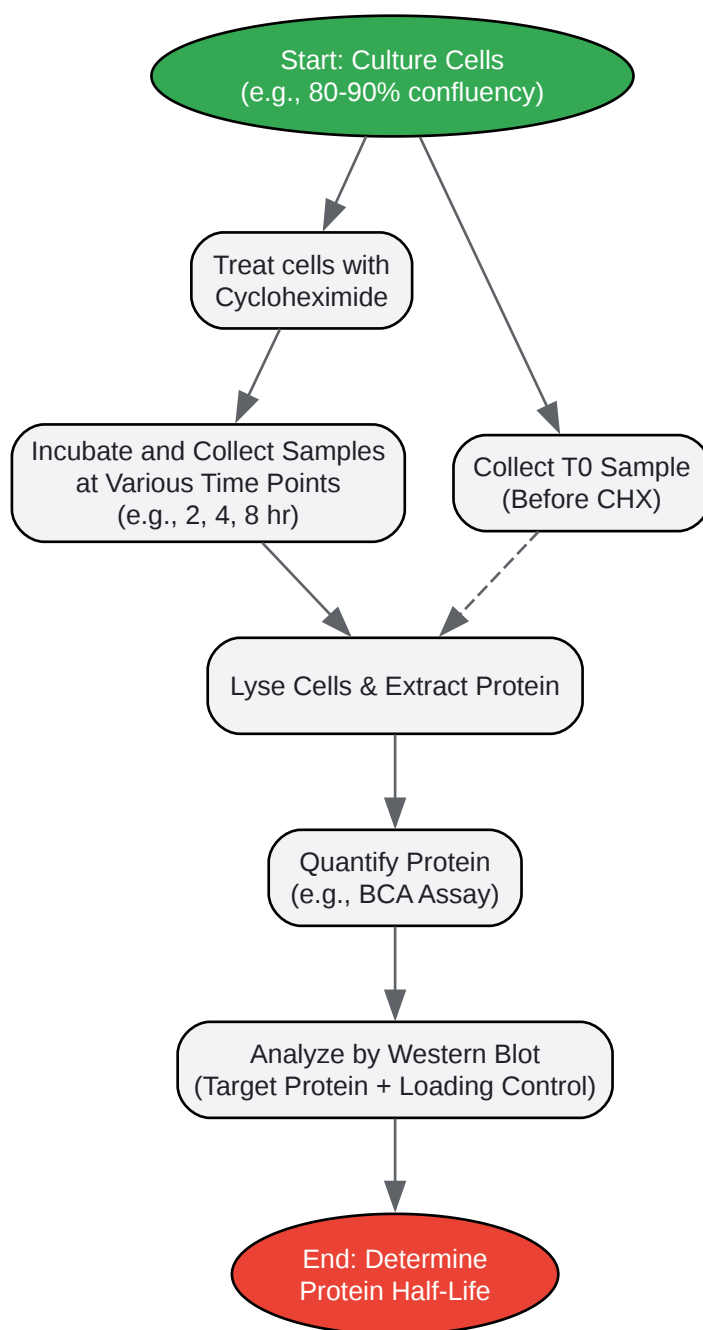 Start: Culture Cells
(e.g., 80-90% confluency)
Treat cells with
Cycloheximide
Incubate and Collect Samples
at Various Time Points
(e.g., 2, 4, 8 hr)
Collect T0 Sample
(Before CHX)
Lyse Cells & Extract Protein
Quantify Protein
(e.g., BCA Assay)
Analyze by Western Blot
(Target Protein + Loading Control)
End: Determine
Protein Half-Life